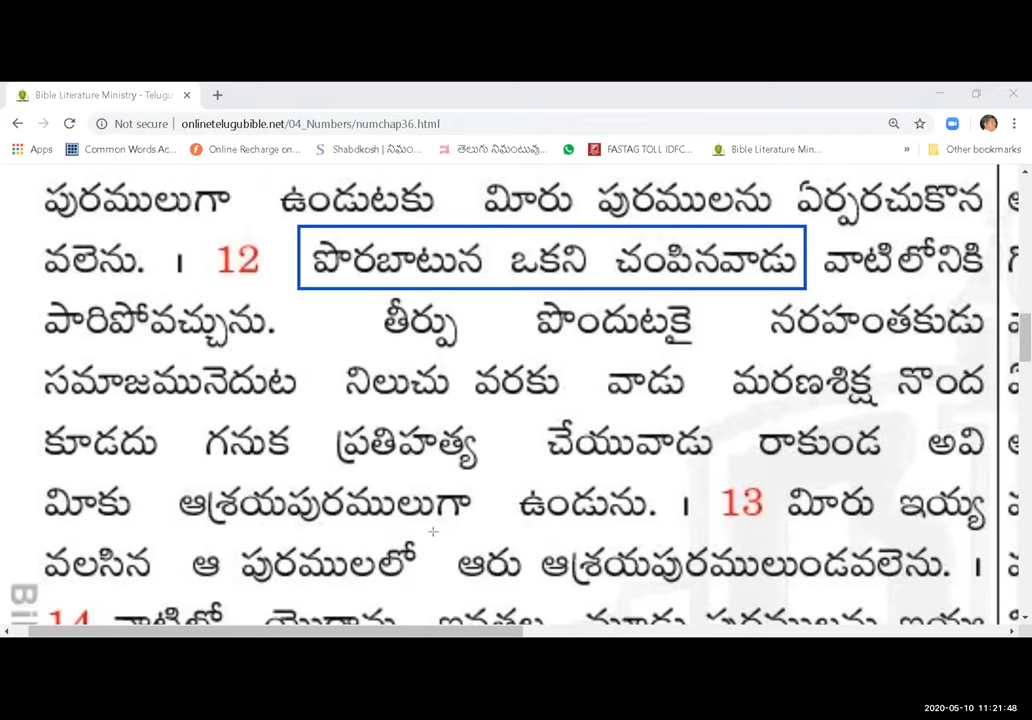 Bible Literature Ministry - Telugu
Not secure | onlinetelugubible.net/04_Numbers/numchap36.html
Apps Common Words Ac... Online Recharge on... Shabdkosh | నిఘం... తెలుగు నిఘంటువు... FASTAG TOLL IDFC... Bible Literature Min... » Other bookmarks
పురములుగా ఉండుటకు మీరు పురములను ఏర్పరచుకొన
వలెను. । 12 పొరబాటున ఒకని చంపినవాడు వాటిలోనికి
పారిపోవచ్చును. తీర్పు పొందుటకై నరహంతకుడు
సమాజమునెదుట నిలుచు వరకు వాడు మరణశిక్ష నొంద
కూడదు గనుక ప్రతిహత్య చేయువాడు రాకుండ అవి
మీకు ఆశ్రయపురములుగా ఉండును. । 13 మీరు ఇయ్య
వలసిన ఆ పురములలో ఆరు ఆశ్రయపురములుండవలెను. ।
14 వాటిలో
2020-05-10 11:21:48